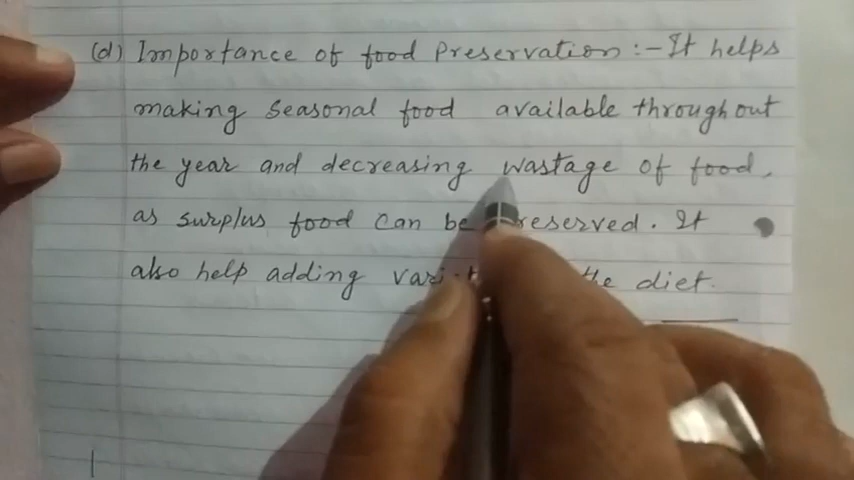 (d) Importance of food preservation :- It helps
making seasonal food available throughout
the year and decreasing wastage of food,
as surplus food can be reserved. It
also help adding the diet.